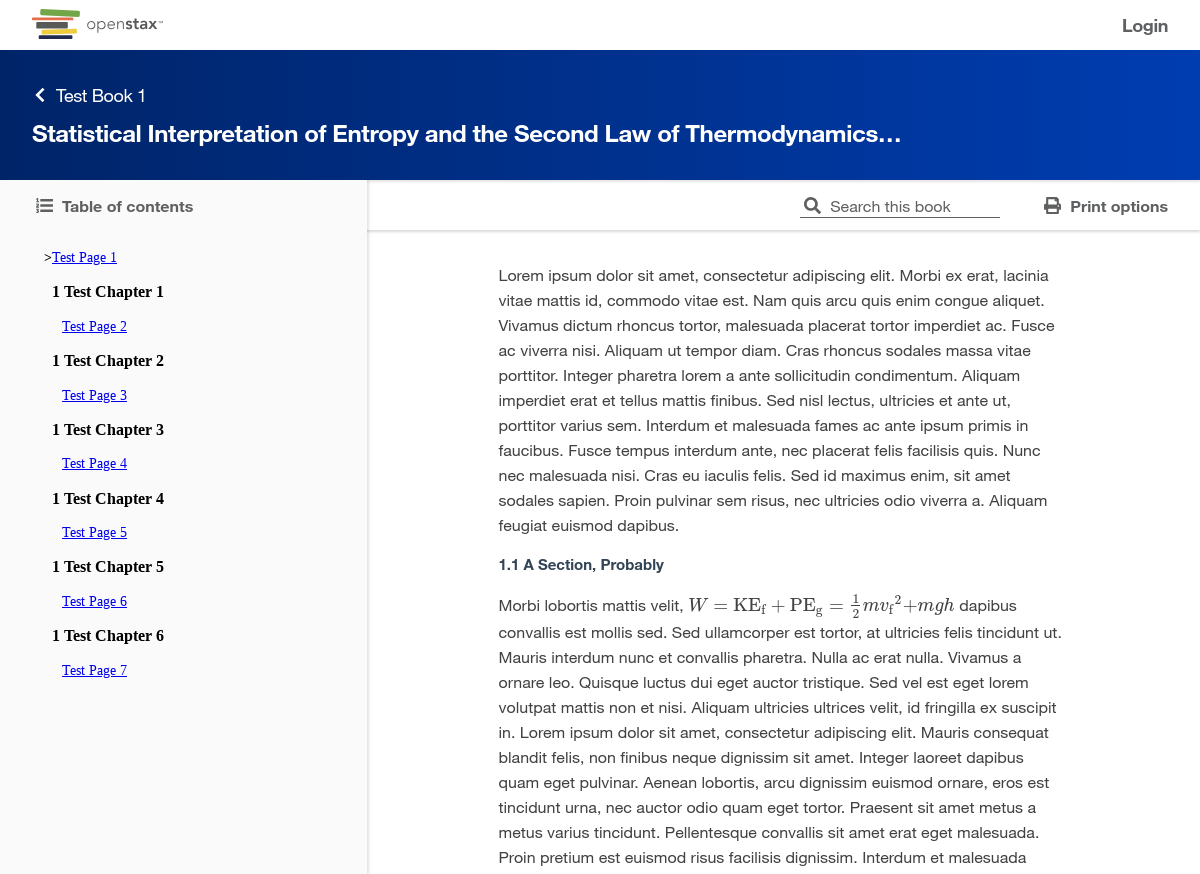 openstax™
Login
Test Book 1
Statistical Interpretation of Entropy and the Second Law of Thermodynamics…
Table of contents
Search this book
Print options
>Test Page 1
1 Test Chapter 1
Test Page 2
1 Test Chapter 2
Test Page 3
1 Test Chapter 3
Test Page 4
1 Test Chapter 4
Test Page 5
1 Test Chapter 5
Test Page 6
1 Test Chapter 6
Test Page 7
Lorem ipsum dolor sit amet, consectetur adipiscing elit. Morbi ex erat, lacinia
vitae mattis id, commodo vitae est. Nam quis arcu quis enim congue aliquet.
Vivamus dictum rhoncus tortor, malesuada placerat tortor imperdiet ac. Fusce
ac viverra nisi. Aliquam ut tempor diam. Cras rhoncus sodales massa vitae
porttitor. Integer pharetra lorem a ante sollicitudin condimentum. Aliquam
imperdiet erat et tellus mattis finibus. Sed nisl lectus, ultricies et ante ut,
porttitor varius sem. Interdum et malesuada fames ac ante ipsum primis in
faucibus. Fusce tempus interdum ante, nec placerat felis facilisis quis. Nunc
nec malesuada nisi. Cras eu iaculis felis. Sed id maximus enim, sit amet
sodales sapien. Proin pulvinar sem risus, nec ultricies odio viverra a. Aliquam
feugiat euismod dapibus.
1.1 A Section, Probably
Morbi lobortis mattis velit, W = KE_f + PE_g = 1/2 mv_f^2 + mgh dapibus
convallis est mollis sed. Sed ullamcorper est tortor, at ultricies felis tincidunt ut.
Mauris interdum nunc et convallis pharetra. Nulla ac erat nulla. Vivamus a
ornare leo. Quisque luctus dui eget auctor tristique. Sed vel est eget lorem
volutpat mattis non et nisi. Aliquam ultricies ultrices velit, id fringilla ex suscipit
in. Lorem ipsum dolor sit amet, consectetur adipiscing elit. Mauris consequat
blandit felis, non finibus neque dignissim sit amet. Integer laoreet dapibus
quam eget pulvinar. Aenean lobortis, arcu dignissim euismod ornare, eros est
tincidunt urna, nec auctor odio quam eget tortor. Praesent sit amet metus a
metus varius tincidunt. Pellentesque convallis sit amet erat eget malesuada.
Proin pretium est euismod risus facilisis dignissim. Interdum et malesuada